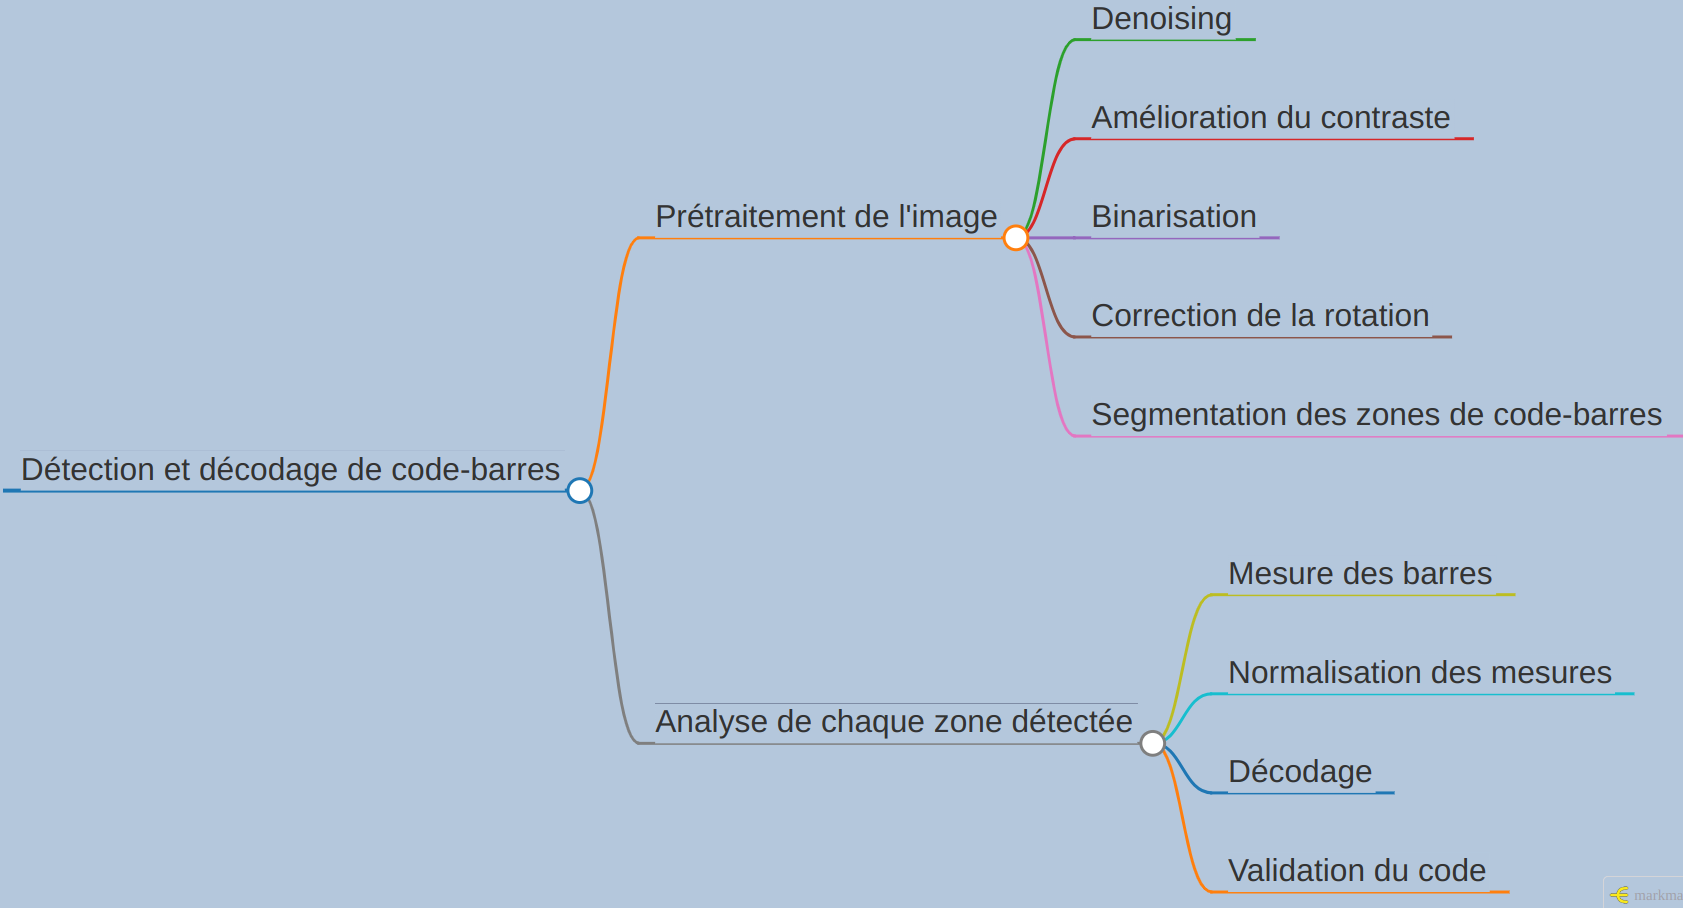 Détection et décodage de code-barres
Prétraitement de l'image
Denoising
Amélioration du contraste
Binarisation
Correction de la rotation
Segmentation des zones de code-barres
Analyse de chaque zone détectée
Mesure des barres
Normalisation des mesures
Décodage
Validation du code
markma